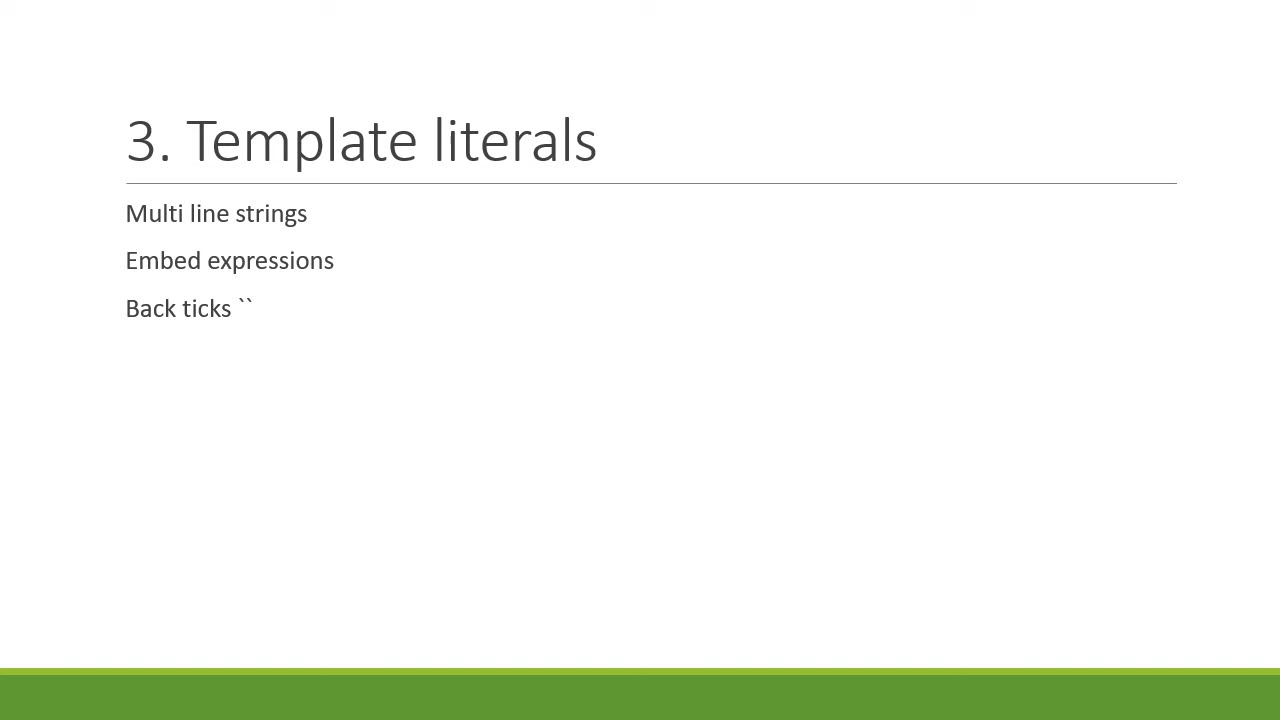 3. Template literals
Multi line strings
Embed expressions
Back ticks ``